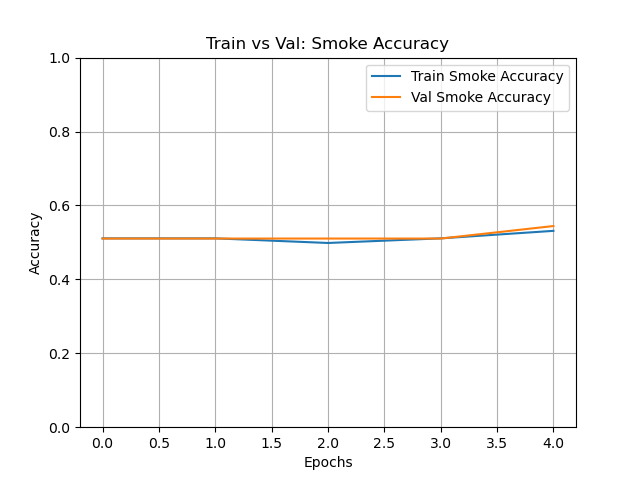 Train vs Val: Smoke Accuracy
1.0
0.8
0.6
0.4
0.2
0.0
Accuracy
Train Smoke Accuracy
Val Smoke Accuracy
0.0 0.5 1.0 1.5 2.0 2.5 3.0 3.5 4.0
Epochs